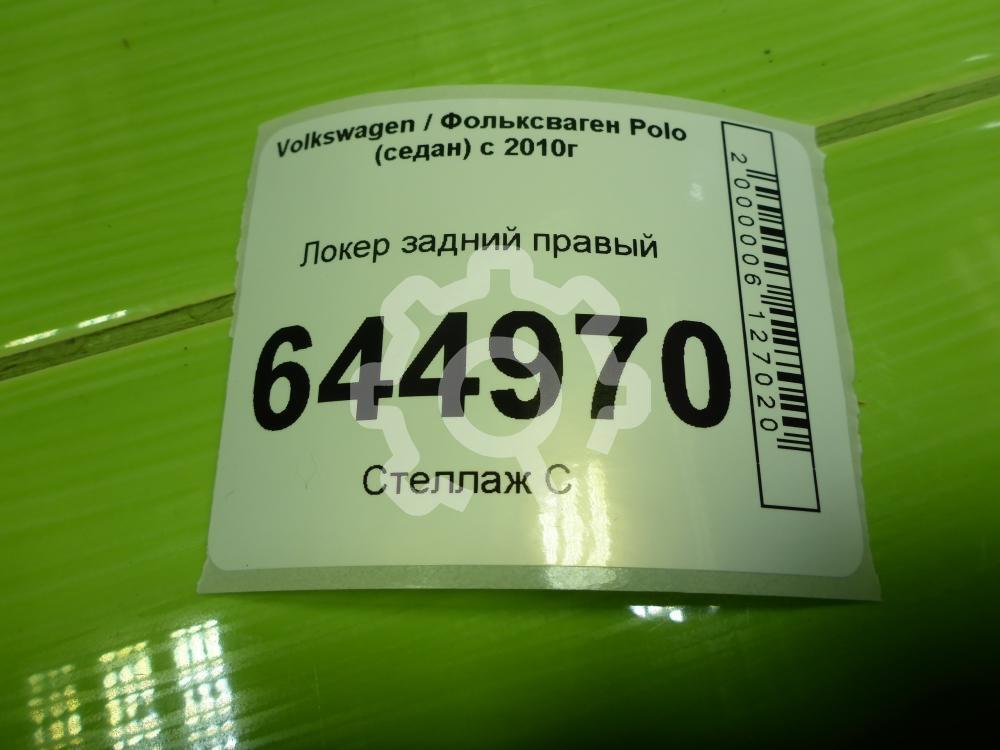 Volkswagen / Фольксваген Polo
(седан) с 2010г
Локер задний правый
644970
Стеллаж С
2000006127020